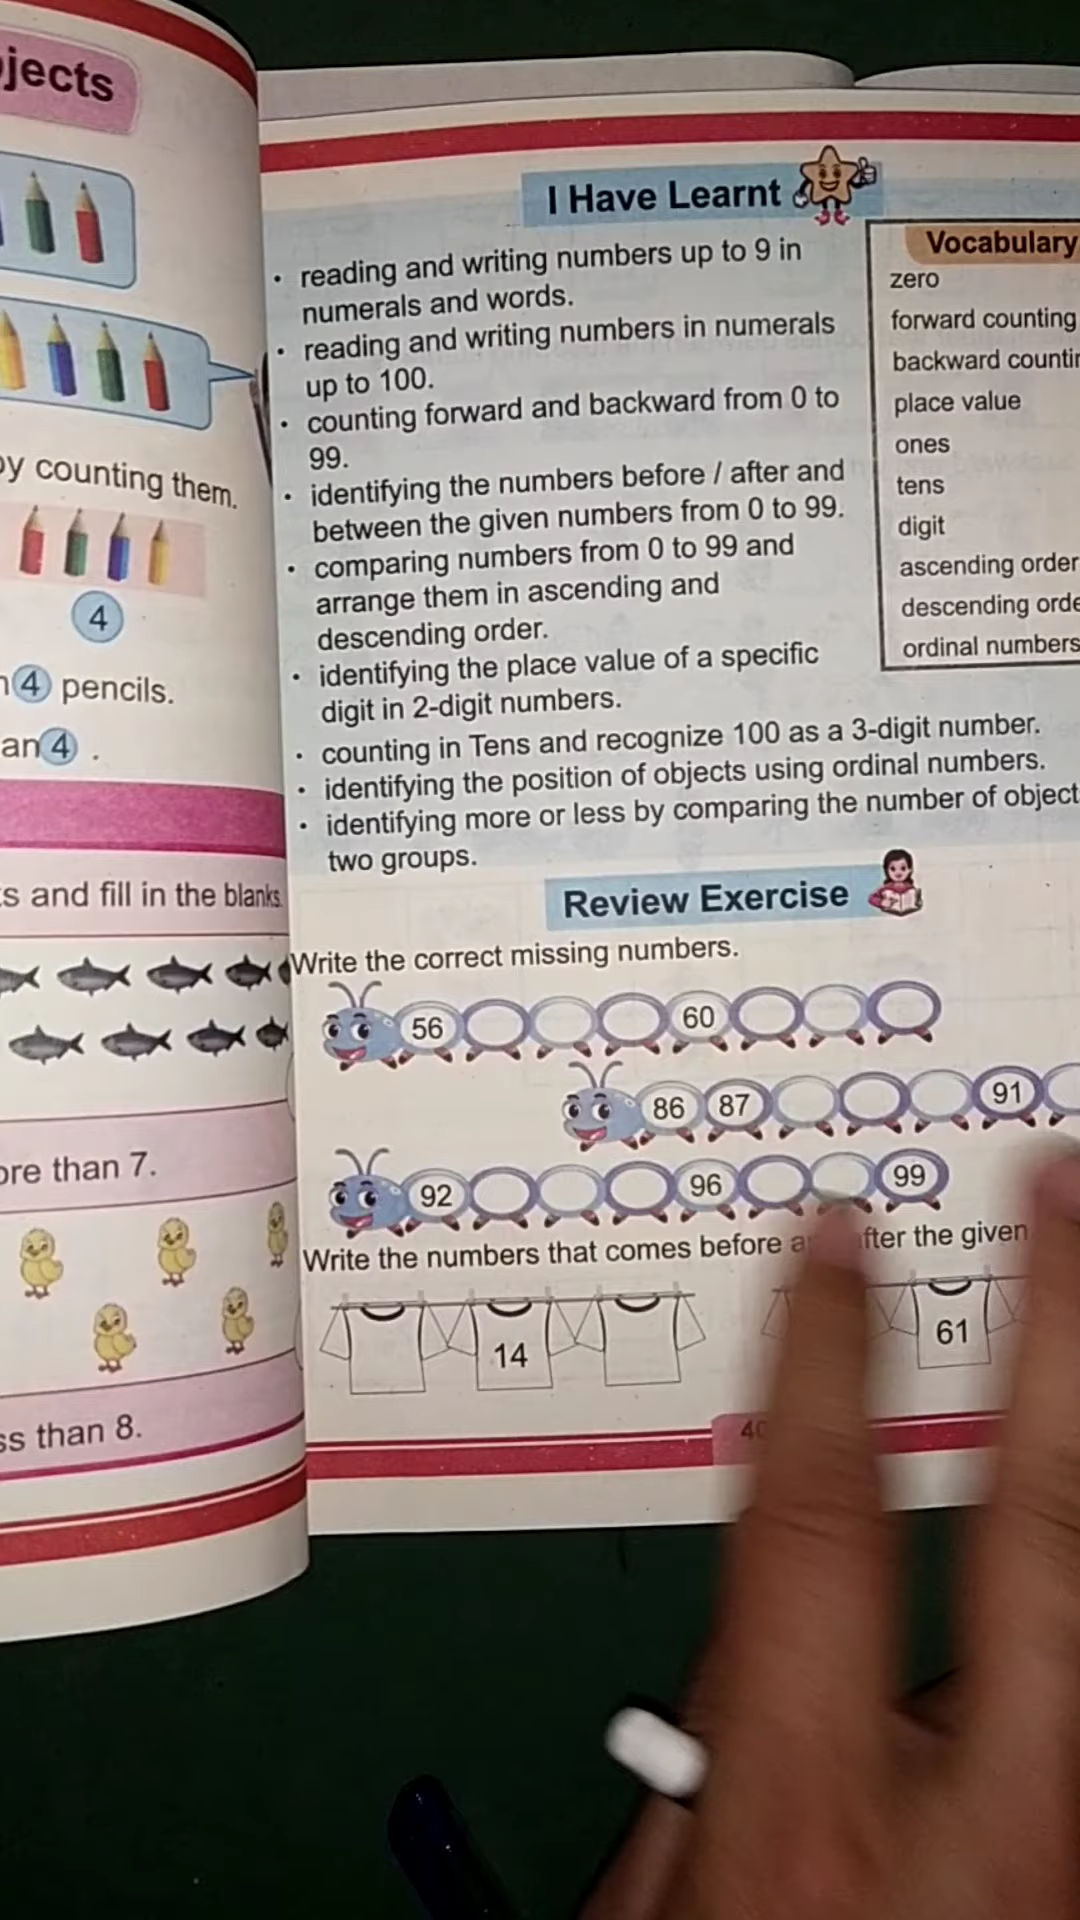 jects
by counting them.
4
4 pencils.
an 4 .
s and fill in the blanks.
ore than 7.
ss than 8.
I Have Learnt
• reading and writing numbers up to 9 in
numerals and words.
• reading and writing numbers in numerals
up to 100.
• counting forward and backward from 0 to
99.
• identifying the numbers before / after and
between the given numbers from 0 to 99.
• comparing numbers from 0 to 99 and
arrange them in ascending and
descending order.
• identifying the place value of a specific
digit in 2-digit numbers.
• counting in Tens and recognize 100 as a 3-digit number.
• identifying the position of objects using ordinal numbers.
• identifying more or less by comparing the number of object
two groups.
Vocabulary
zero
forward counting
backward countin
place value
ones
tens
digit
ascending order
descending orde
ordinal numbers
Review Exercise
Write the correct missing numbers.
56 60
86 87 91
92 96 99
Write the numbers that comes before after the given
14 61